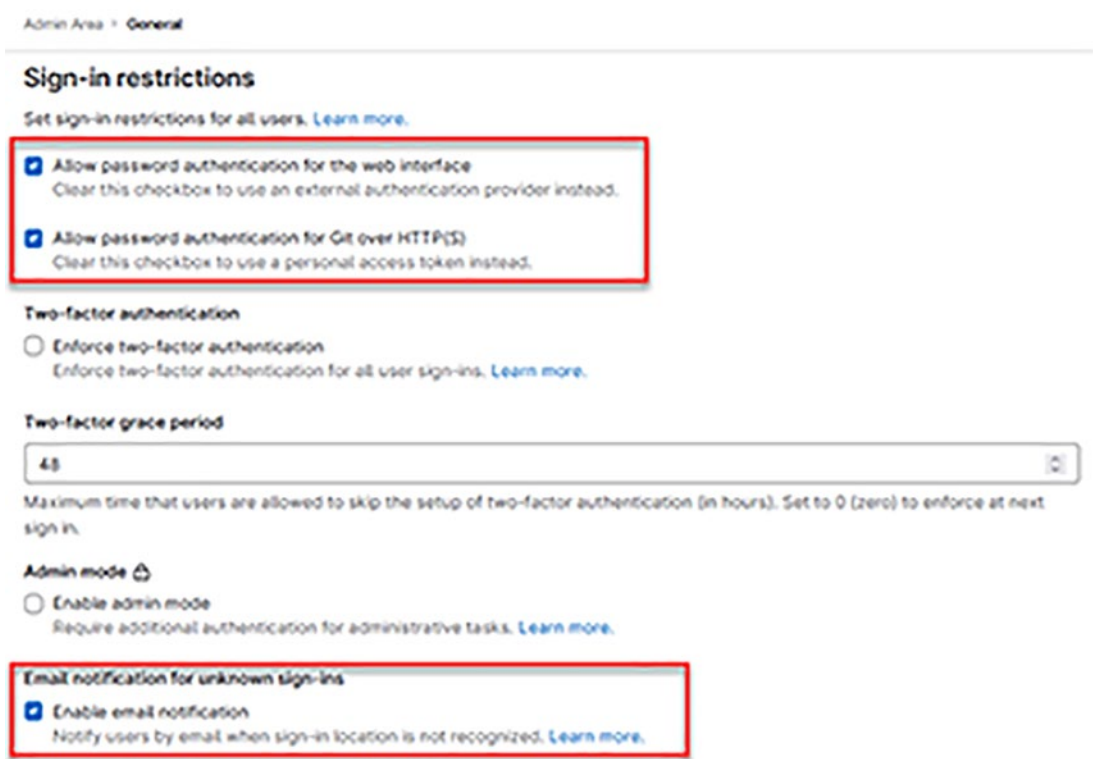 Admin Area > General
Sign-in restrictions
Set sign-in restrictions for all users. Learn more.
Allow password authentication for the web interface
Clear this checkbox to use an external authentication provider instead.
Allow password authentication for Git over HTTP(S)
Clear this checkbox to use a personal access token instead.
Two-factor authentication
Enforce two-factor authentication
Enforce two-factor authentication for all user sign-ins. Learn more.
Two-factor grace period
48
Maximum time that users are allowed to skip the setup of two-factor authentication (in hours). Set to 0 (zero) to enforce at next
sign in.
Admin mode
Enable admin mode
Require additional authentication for administrative tasks. Learn more.
Email notification for unknown sign-ins
Enable email notification
Notify users by email when sign-in location is not recognized. Learn more.